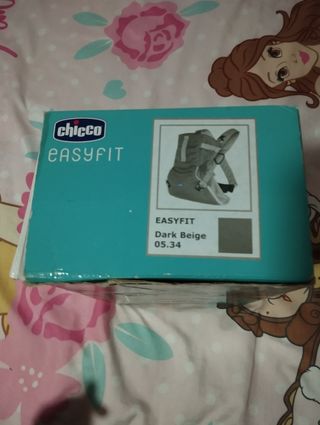 chicco
easyfit
EASYFIT
Dark Beige
05.34